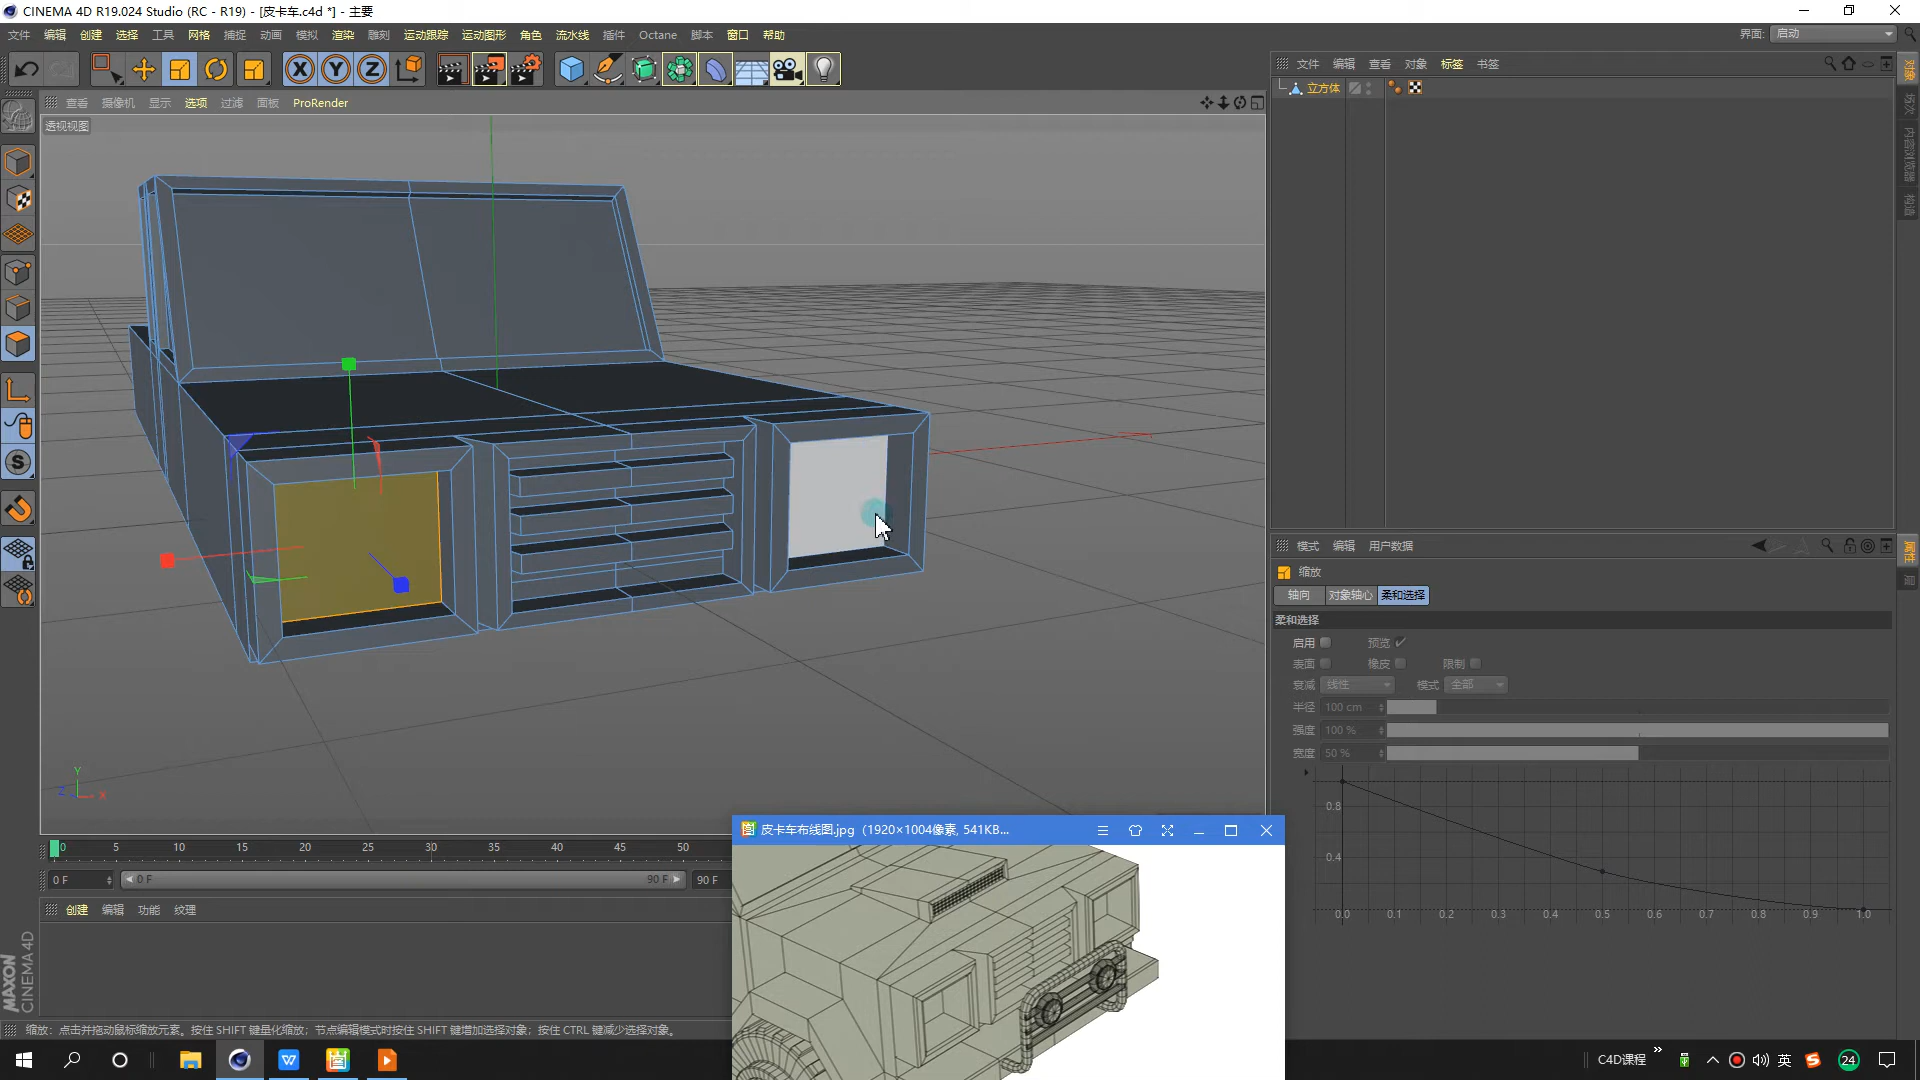 CINEMA 4D R19.024 Studio (RC - R19) - [皮卡车.c4d *] - 主要
文件 编辑 创建 选择 工具 网格 捕捉 动画 模拟 渲染 雕刻 运动跟踪 运动图形 角色 流水线 插件 Octane 脚本 窗口 帮助
界面: 启动
X Y Z
查看 摄像机 显示 选项 过滤 面板 ProRender
透视视图
文件 编辑 查看 对象 标签 书签
立方体
对象
场次
内容浏览器
构造
模式 编辑 用户数据
属性
层
缩放
轴向 对象轴心 柔和选择
柔和选择
启用 预览
表面 橡皮 限制
衰减 线性 模式 全部
半径 100 cm
强度 100 %
宽度 50 %
0.8
0.4
0.0 0.1 0.2 0.3 0.4 0.5 0.6 0.7 0.8 0.9 1.0
Y
Z X
0 5 10 15 20 25 30 35 40 45 50
0 F 0 F 90 F 90 F
创建 编辑 功能 纹理
皮卡车布线图.jpg（1920×1004像素, 541KB...
MAXON
CINEMA 4D
缩放：点击并拖动鼠标缩放元素。按住 SHIFT 键量化缩放；节点编辑模式时按住 SHIFT 键增加选择对象；按住 CTRL 键减少选择对象。
C4D课程 英 24